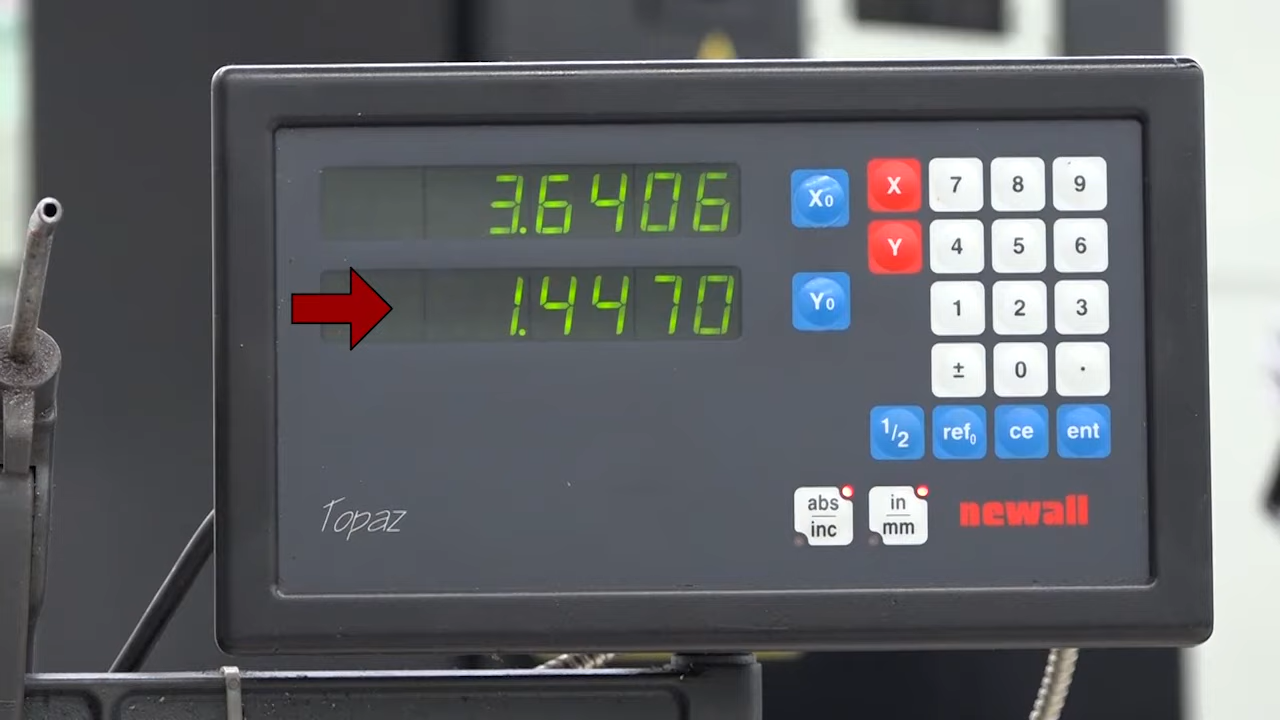 3.6406
1.4470
X0 X 7 8 9
Y 4 5 6
Y0 1 2 3
± 0 .
1/2 ref0 ce ent
abs in
inc mm
newall
Topaz